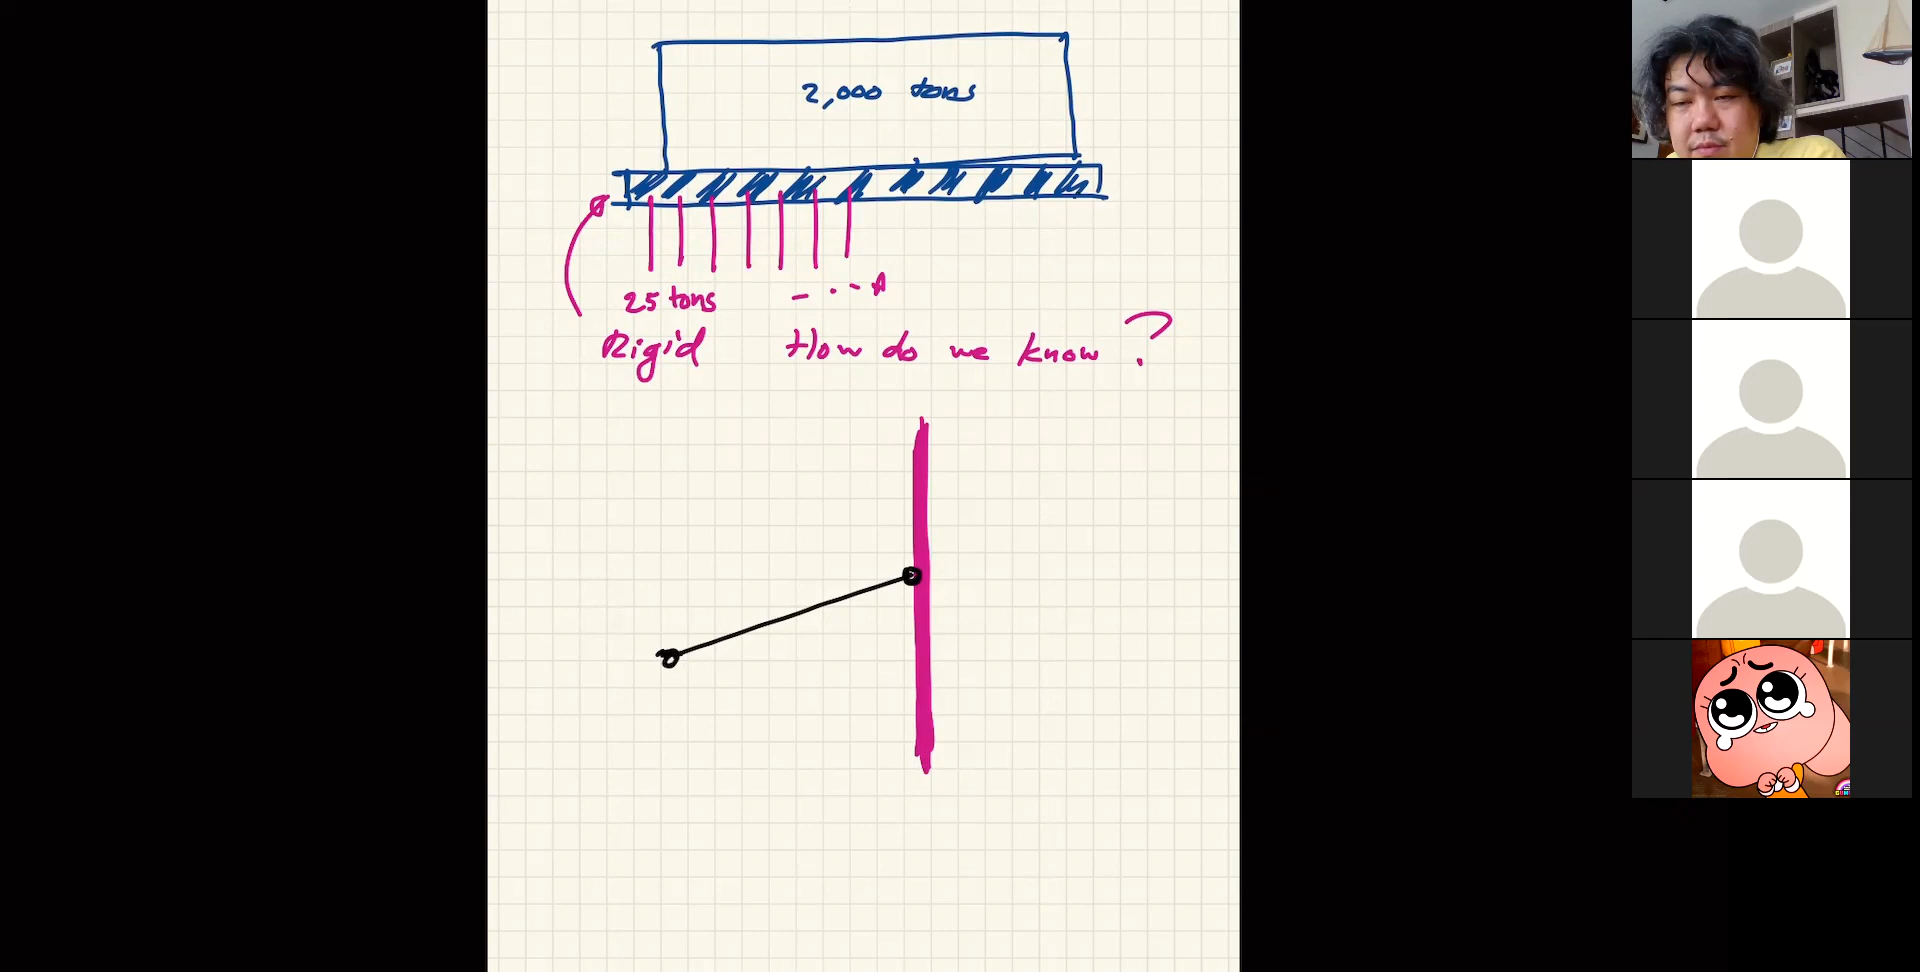 2,000 tons
25 tons
Rigid How do we know ?